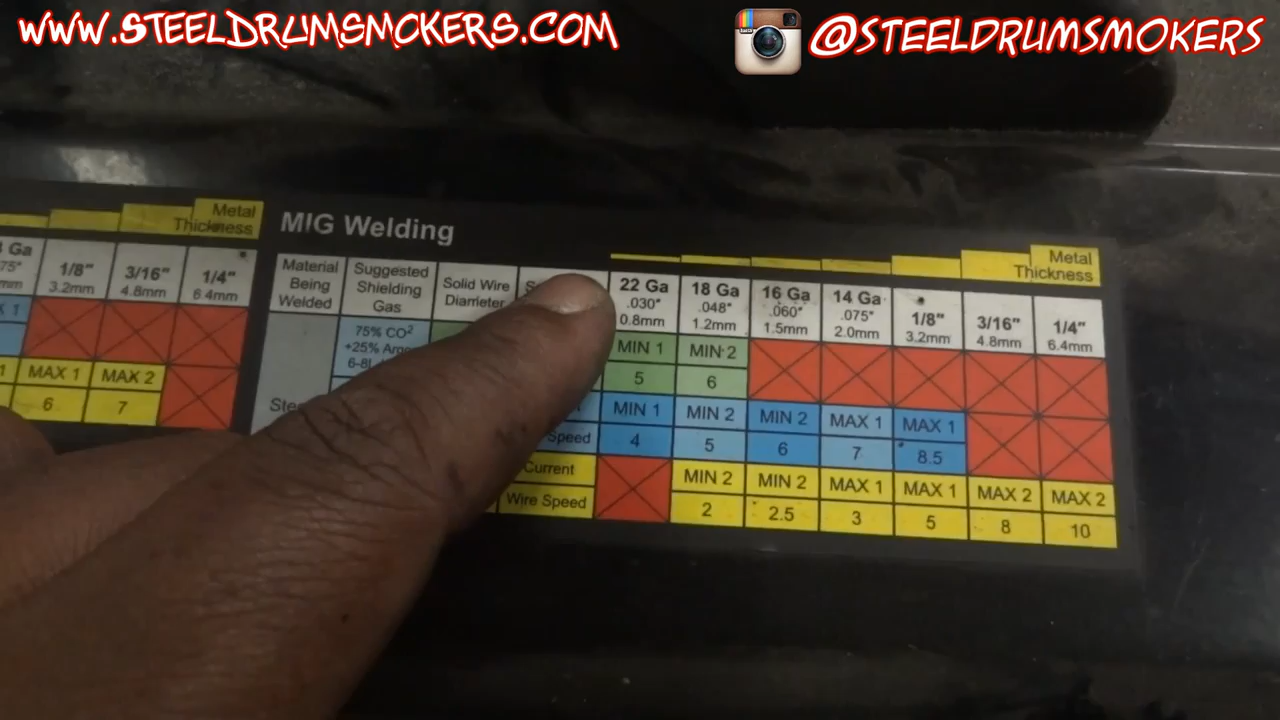 www.STEELDRUMSMOKERS.COM
@STEELDRUMSMOKERS
Metal
Thickness
Ga
1/8" 3/16" 1/4"
3.2mm 4.8mm 6.4mm
MAX 1 MAX 2
6 7
MIG Welding
Metal
Thickness
Material
Being
Welded
Suggested
Shielding
Gas
Solid Wire
Diameter
22 Ga
.030"
0.8mm
18 Ga
.048"
1.2mm
16 Ga
.060"
1.5mm
14 Ga
.075"
2.0mm
1/8"
3.2mm
3/16"
4.8mm
1/4"
6.4mm
75% CO²
MIN 1 MIN 2
5 6
MIN 1 MIN 2 MIN 2 MAX 1 MAX 1
Speed 4 5 6 7 8.5
Current MIN 2 MIN 2 MAX 1 MAX 1 MAX 2 MAX 2
Wire Speed 2 2.5 3 5 8 10